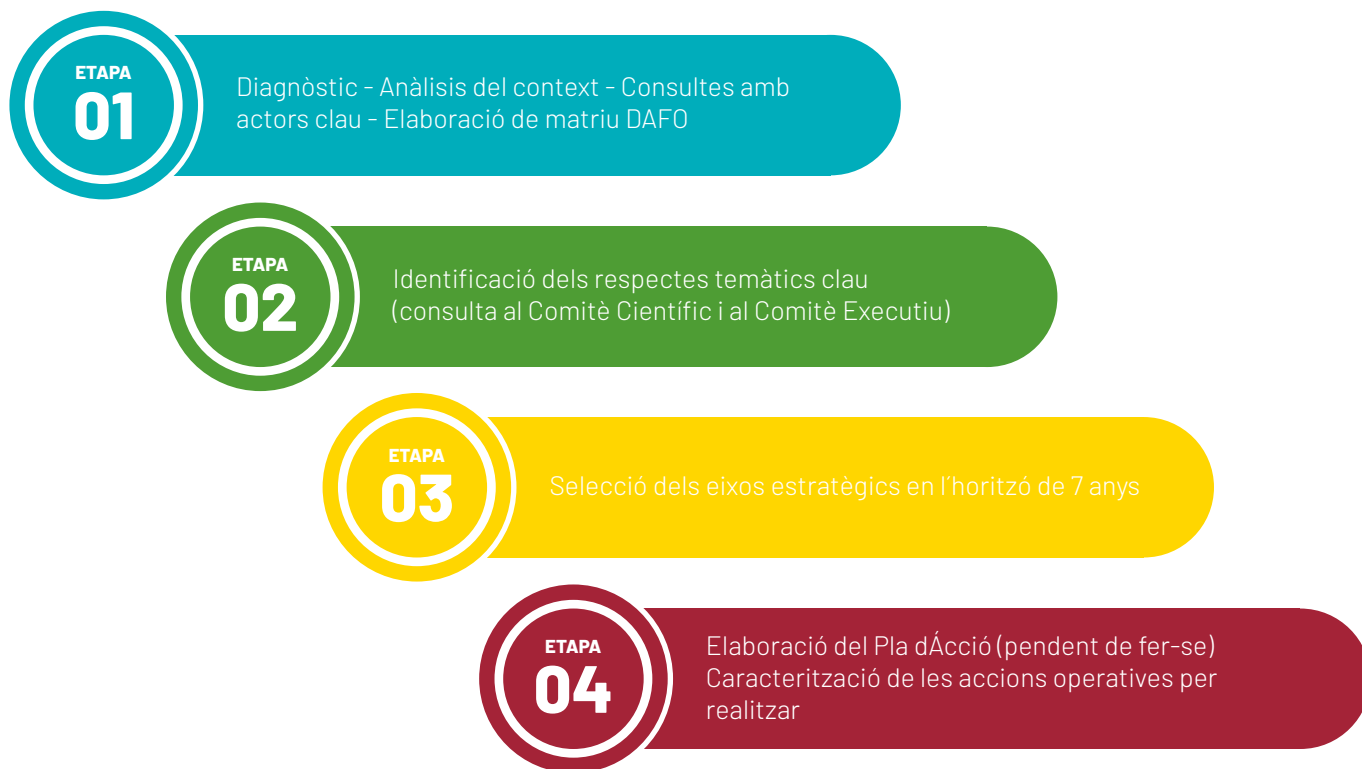 ETAPA
01
Diagnòstic - Anàlisis del context - Consultes amb
actors clau - Elaboració de matriu DAFO
ETAPA
02
Identificació dels respectes temàtics clau
(consulta al Comitè Científic i al Comitè Executiu)
ETAPA
03
Selecció dels eixos estratègics en l´horitzó de 7 anys
ETAPA
04
Elaboració del Pla dÁcció (pendent de fer-se)
Caracterització de les accions operatives per
realitzar